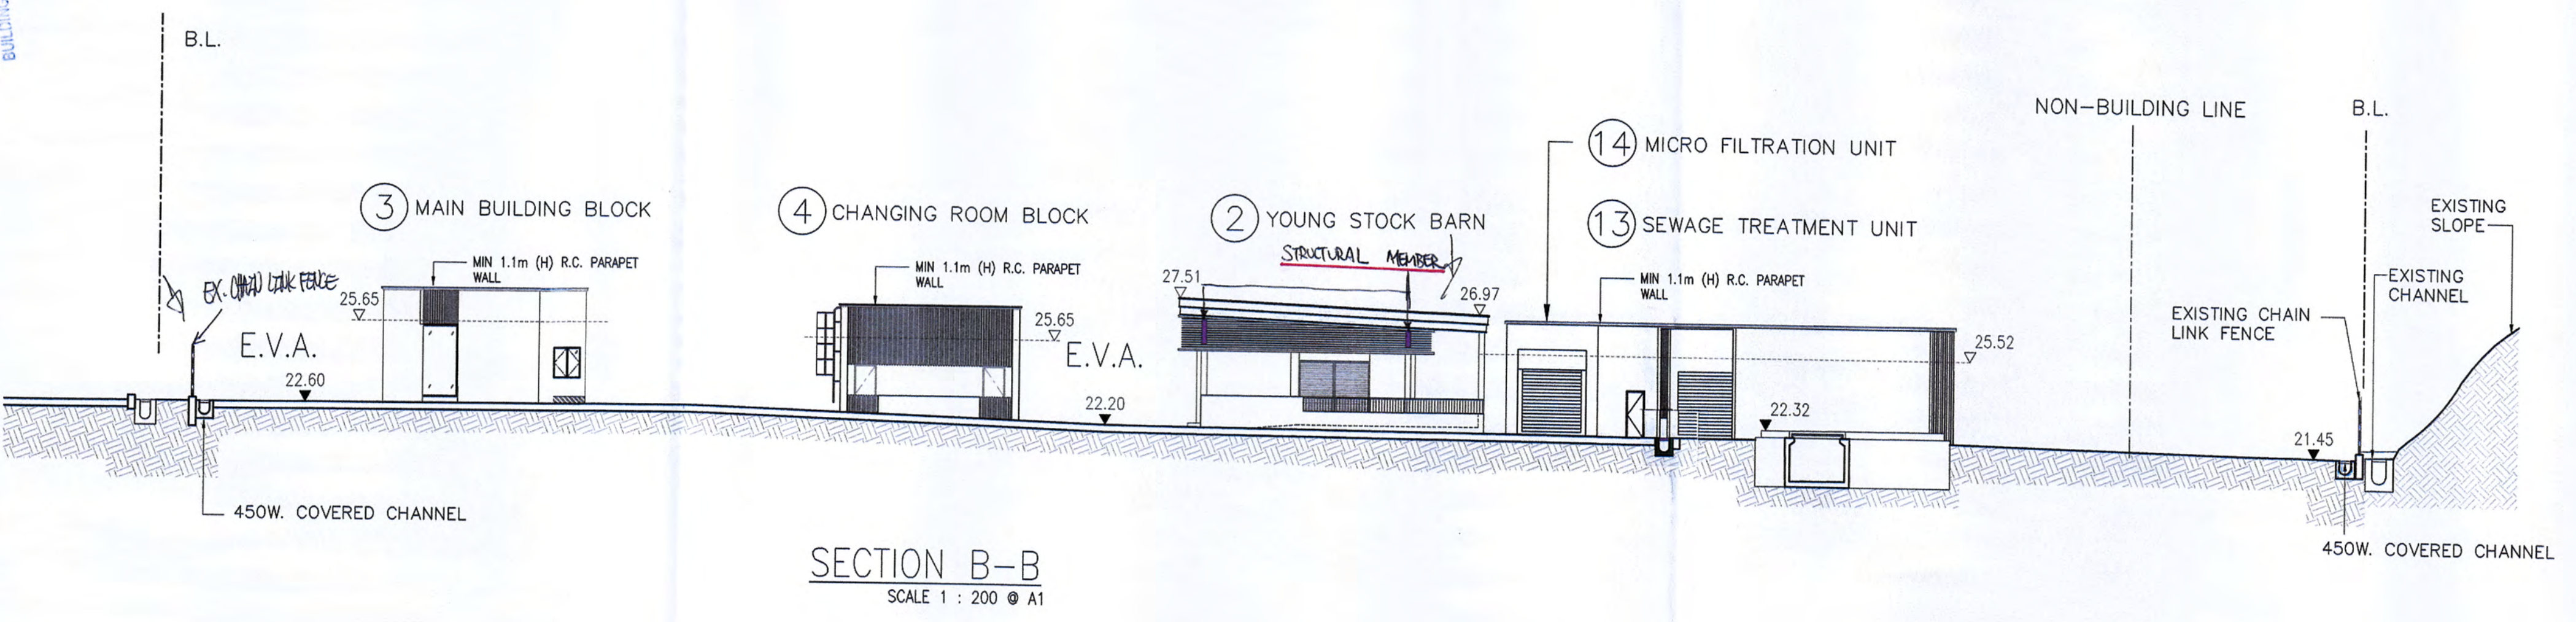 BUILDING
B.L.
NON-BUILDING LINE
B.L.
14 MICRO FILTRATION UNIT
3 MAIN BUILDING BLOCK
4 CHANGING ROOM BLOCK
2 YOUNG STOCK BARN
13 SEWAGE TREATMENT UNIT
EXISTING
SLOPE
STRUCTURAL MEMBER
MIN 1.1m (H) R.C. PARAPET
WALL
MIN 1.1m (H) R.C. PARAPET
WALL
MIN 1.1m (H) R.C. PARAPET
WALL
EXISTING
CHANNEL
EX. CHAIN LINK FENCE
25.65
25.65
27.51
26.97
EXISTING CHAIN
LINK FENCE
E.V.A.
E.V.A.
25.52
22.60
22.20
22.32
21.45
450W. COVERED CHANNEL
450W. COVERED CHANNEL
SECTION B-B
SCALE 1 : 200 @ A1